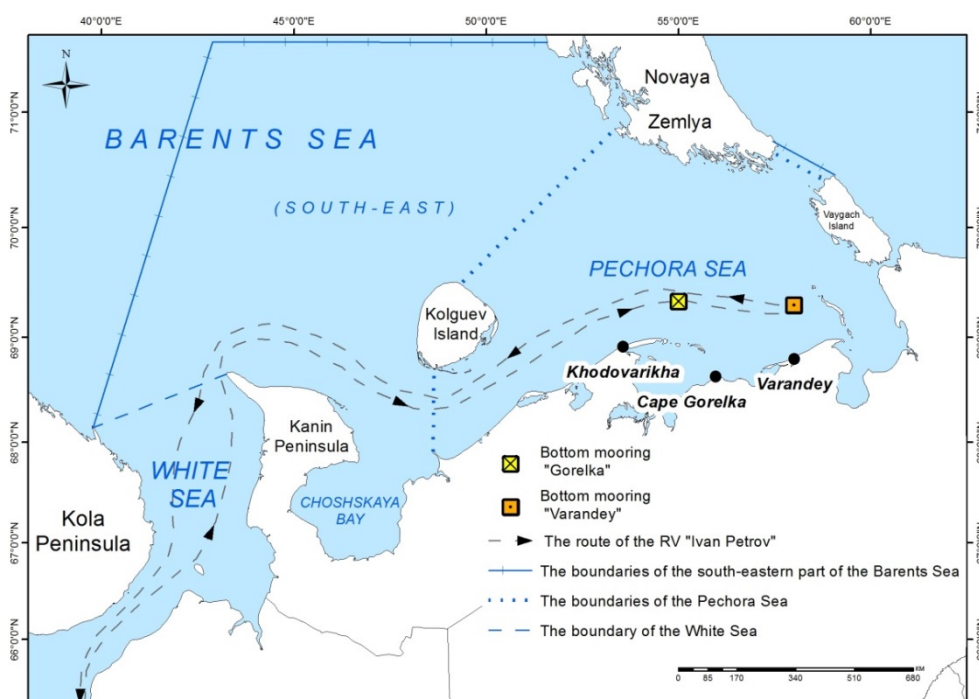 40°0'0"E
45°0'0"E
50°0'0"E
55°0'0"E
60°0'0"E
N
Novaya
Zemlya
71°0'0"N
BARENTS SEA
(SOUTH-EAST)
Vaygach
Island
70°0'0"N
PECHORA SEA
Kolguev
Island
69°0'0"N
Khodovarikha
Varandey
Cape Gorelka
Kanin
Peninsula
68°0'0"N
WHITE
SEA
CHOSHSKAYA
BAY
Kola
Peninsula
67°0'0"N
66°0'0"N
Bottom mooring
"Gorelka"
Bottom mooring
"Varandey"
The route of the RV "Ivan Petrov"
The boundaries of the south-eastern part of the Barents Sea
The boundaries of the Pechora Sea
The boundary of the White Sea
0 85 170 340 510 680 KM